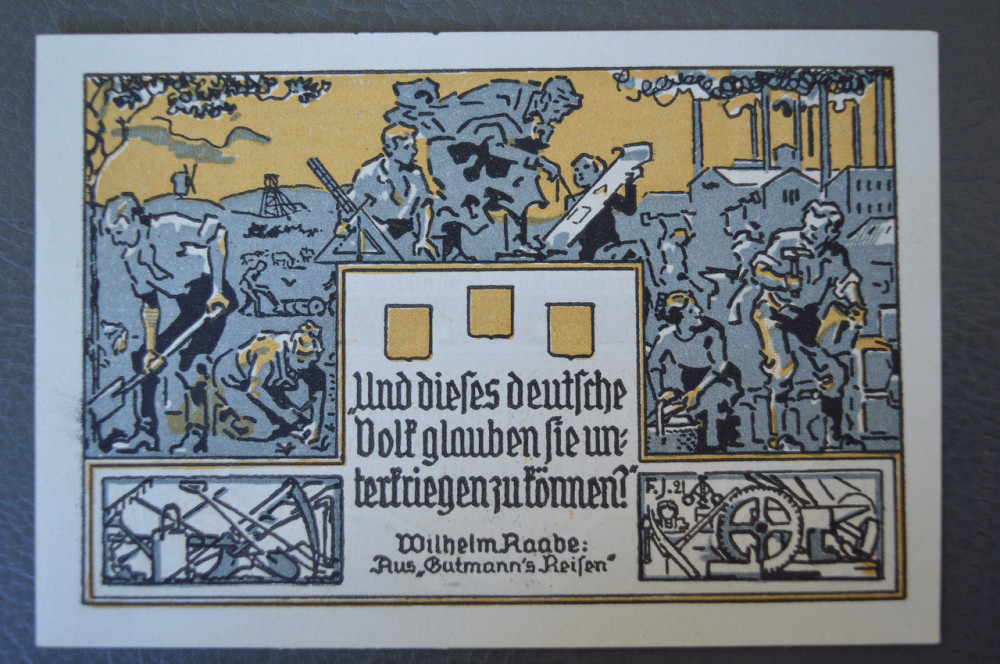 „Und dieses deutsche
Volk glauben sie un=
terkriegen zu können?"
Wilhelm Raabe:
Aus „Gutmann's Reisen"
F. J. 21